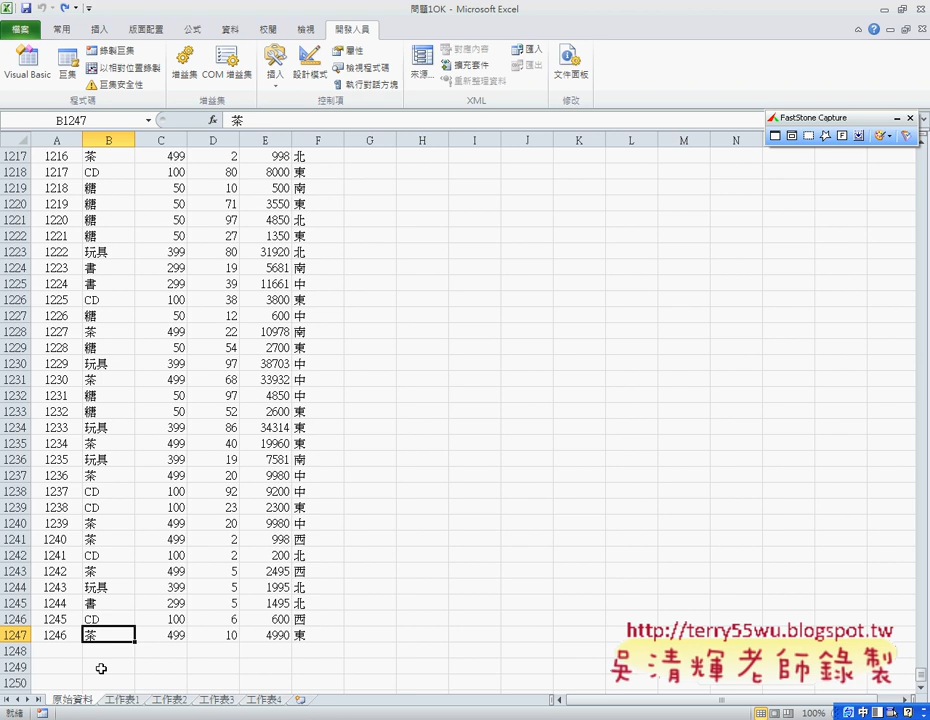 問題1OK - Microsoft Excel
檔案 常用 插入 版面配置 公式 資料 校閱 檢視 開發人員
Visual Basic 巨集 錄製巨集 以相對位置錄製 巨集安全性 增益集 COM 增益集 插入 設計模式 屬性 檢視程式碼 執行對話方塊 來源... 對應內容 擴充套件 重新整理資料 匯入 匯出 文件面板
程式碼 增益集 控制項 XML 修改
B1247 fx 茶
FastStone Capture
A B C D E F G H I J K L M N
1217 1216 茶 499 2 998 北
1218 1217 CD 100 80 8000 東
1219 1218 糖 50 10 500 南
1220 1219 糖 50 71 3550 東
1221 1220 糖 50 97 4850 北
1222 1221 糖 50 27 1350 東
1223 1222 玩具 399 80 31920 北
1224 1223 書 299 19 5681 南
1225 1224 書 299 39 11661 中
1226 1225 CD 100 38 3800 東
1227 1226 糖 50 12 600 中
1228 1227 茶 499 22 10978 南
1229 1228 糖 50 54 2700 東
1230 1229 玩具 399 97 38703 中
1231 1230 茶 499 68 33932 中
1232 1231 糖 50 97 4850 中
1233 1232 糖 50 52 2600 東
1234 1233 玩具 399 86 34314 東
1235 1234 茶 499 40 19960 東
1236 1235 玩具 399 19 7581 南
1237 1236 茶 499 20 9980 中
1238 1237 CD 100 92 9200 中
1239 1238 CD 100 23 2300 東
1240 1239 茶 499 20 9980 中
1241 1240 茶 499 2 998 西
1242 1241 CD 100 2 200 北
1243 1242 茶 499 5 2495 西
1244 1243 玩具 399 5 1995 北
1245 1244 書 299 5 1495 北
1246 1245 CD 100 6 600 西
1247 1246 茶 499 10 4990 東
1248
1249
1250
http://terry55wu.blogspot.tw
吳清輝老師錄製
原始資料 工作表1 工作表2 工作表3 工作表4
就緒 100% 中